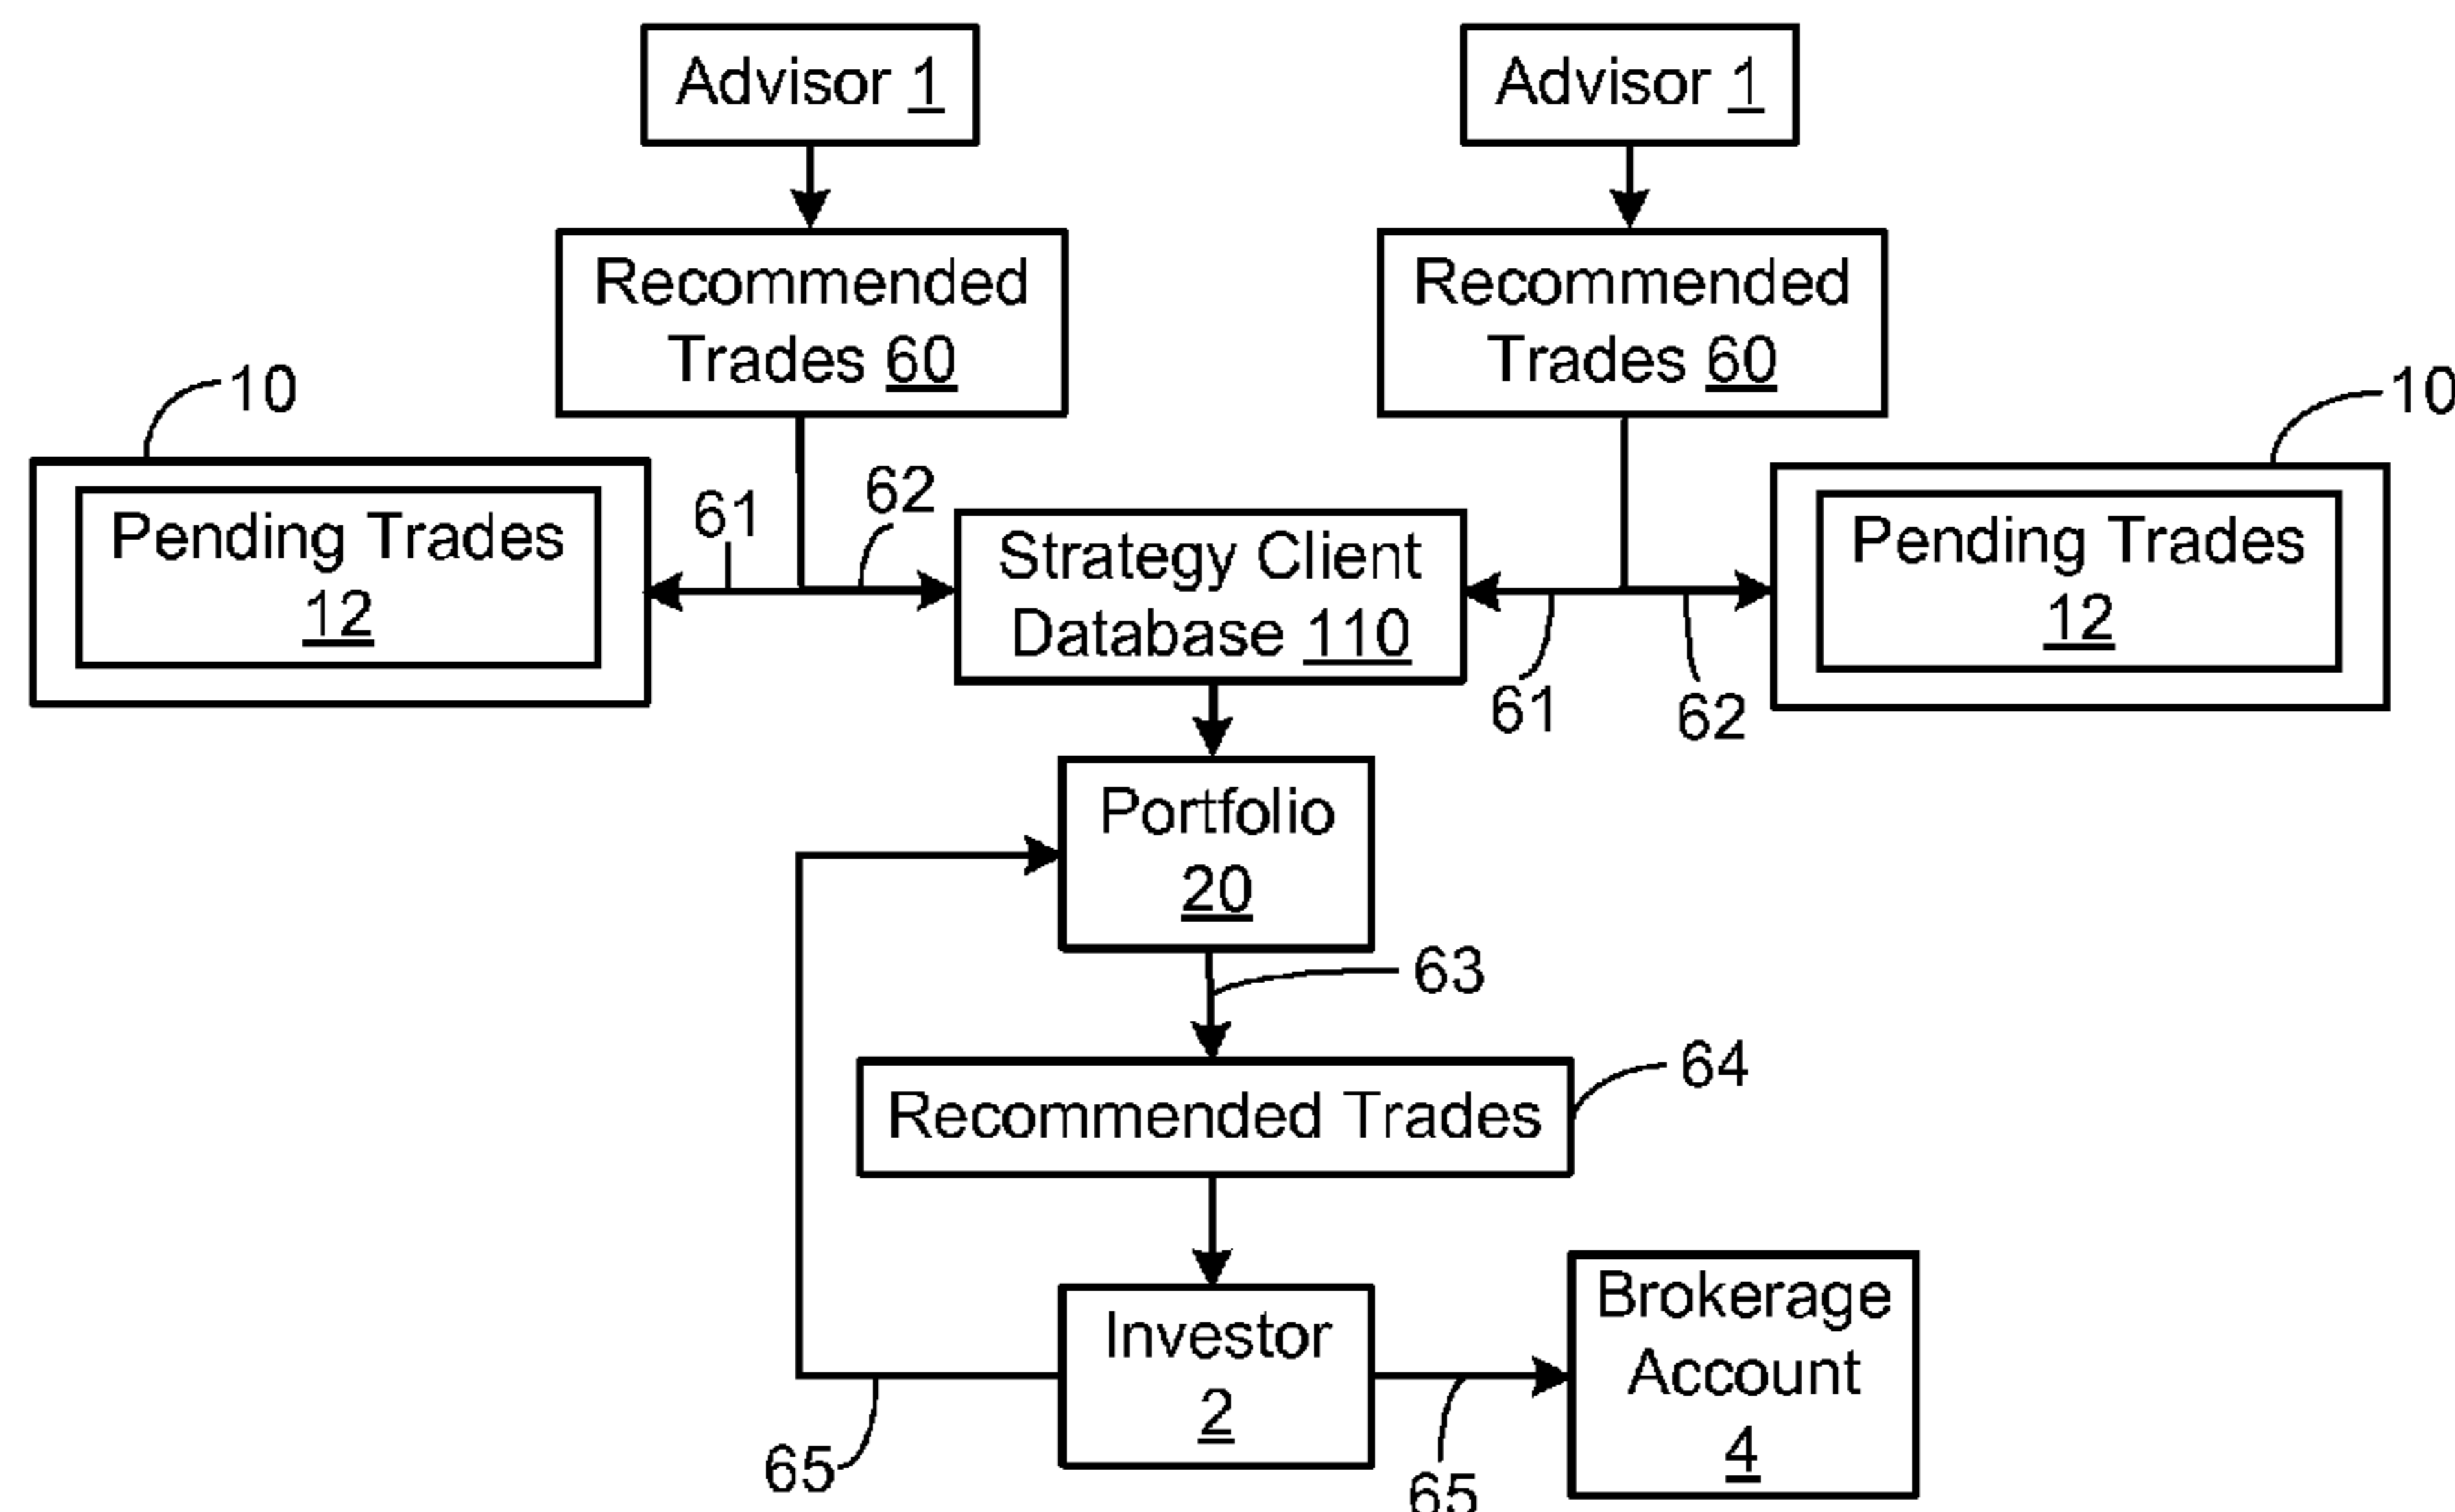 Advisor 1
Advisor 1
Recommended
Trades 60
Recommended
Trades 60
10
10
Pending Trades
12
61
62
Strategy Client
Database 110
61
62
Pending Trades
12
Portfolio
20
63
Recommended Trades
64
Investor
2
Brokerage
Account
4
65
65